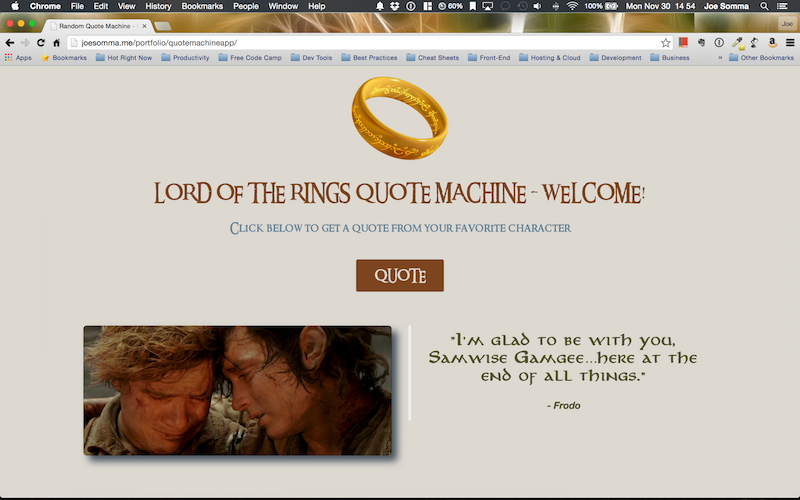 Chrome File Edit View History Bookmarks People Window Help 60% 100% Mon Nov 30 14 54 Joe Somma
Random Quote Machine - Joe
joesomma.me/portfolio/quotemachineapp/
Apps Bookmarks Hot Right Now Productivity Free Code Camp Dev Tools Best Practices Cheat Sheets Front-End Hosting & Cloud Development Business » Other Bookmarks
LORD OF THE RINGS QUOTE MACHINE - WELCOME!
CLICK BELOW TO GET A QUOTE FROM YOUR FAVORITE CHARACTER
QUOTE
"I'm glad to be with you,
Samwise Gamgee...here at the
end of all things."
- Frodo